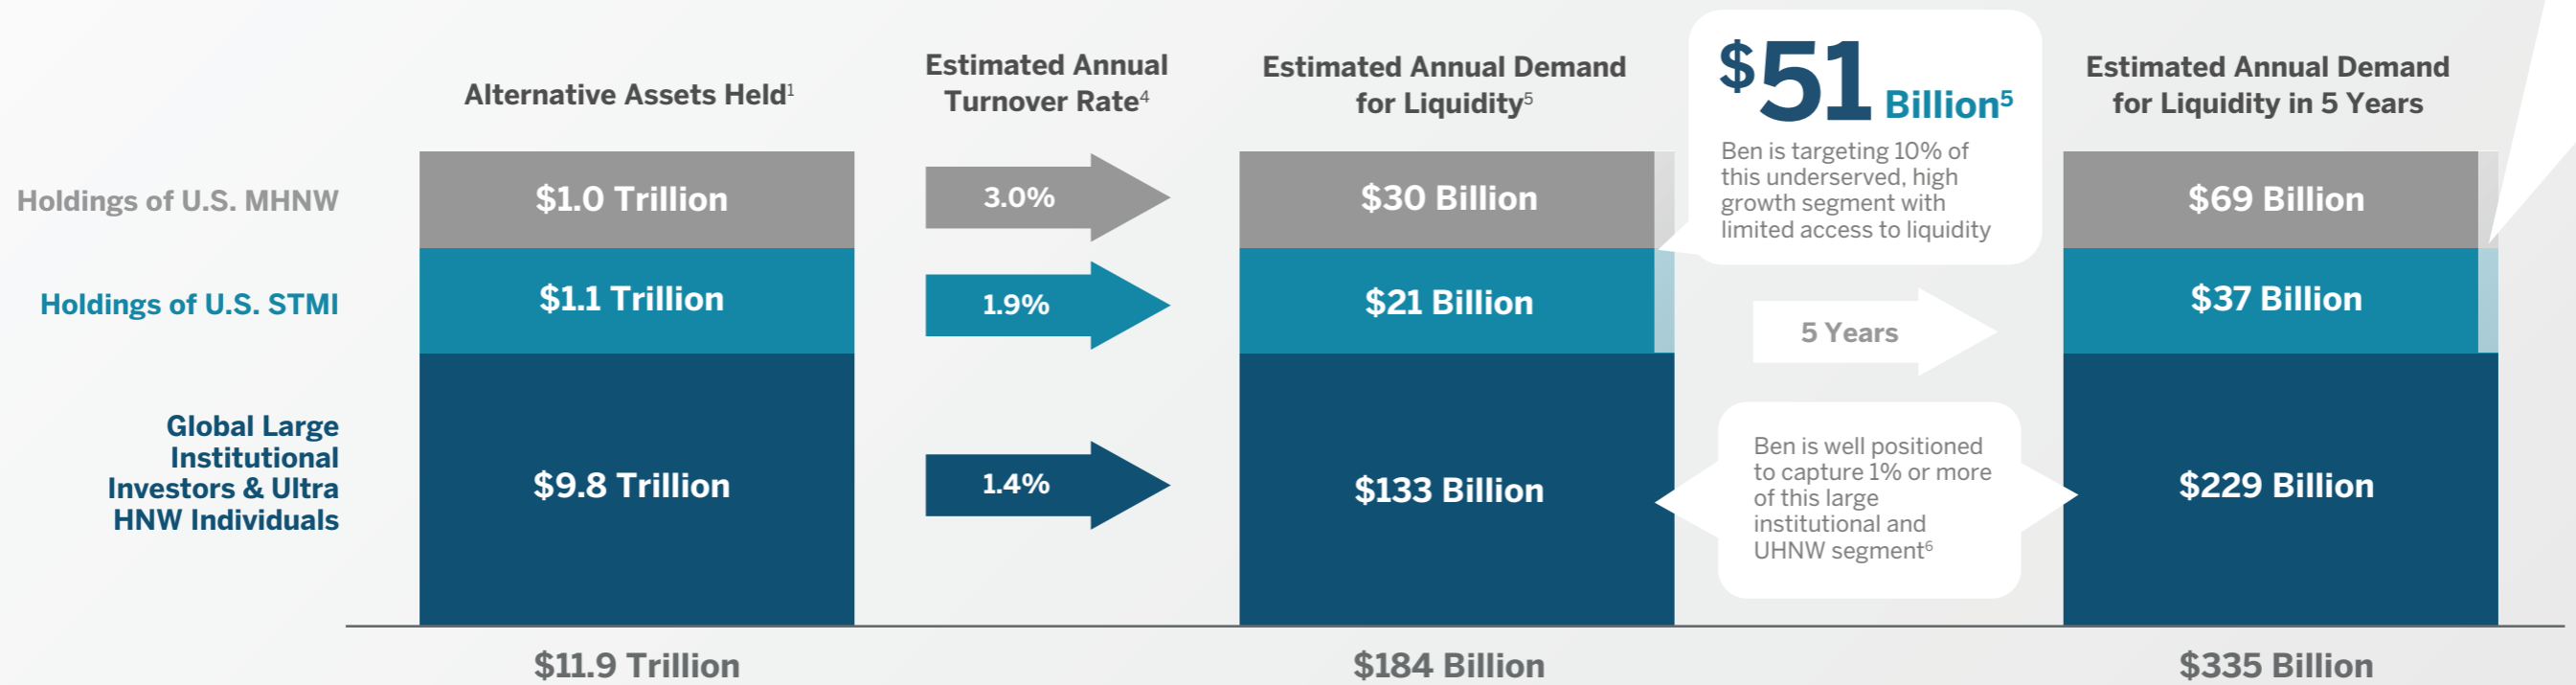 Alternative Assets Held¹
Estimated Annual
Turnover Rate⁴
Estimated Annual Demand
for Liquidity⁵
$51 Billion⁵
Ben is targeting 10% of
this underserved, high
growth segment with
limited access to liquidity
Estimated Annual Demand
for Liquidity in 5 Years
Holdings of U.S. MHNW
$1.0 Trillion
3.0%
$30 Billion
$69 Billion
Holdings of U.S. STMI
$1.1 Trillion
1.9%
$21 Billion
5 Years
$37 Billion
Global Large
Institutional
Investors & Ultra
HNW Individuals
$9.8 Trillion
1.4%
$133 Billion
Ben is well positioned
to capture 1% or more
of this large
institutional and
UHNW segment⁶
$229 Billion
$11.9 Trillion
$184 Billion
$335 Billion